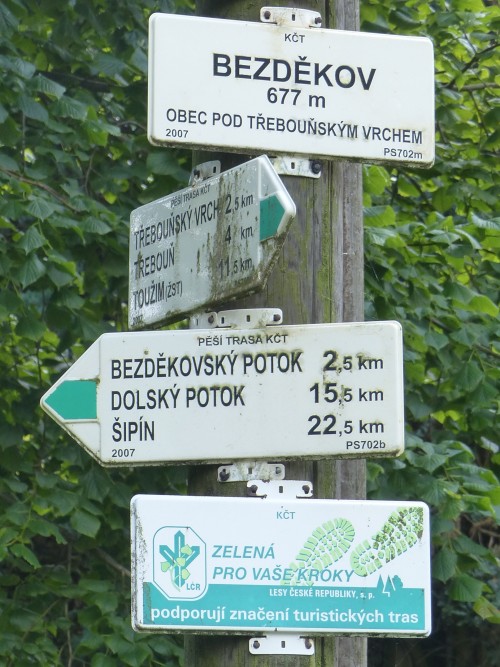 KČT
BEZDĚKOV
677 m
OBEC POD TŘEBOUŇSKÝM VRCHEM
2007 PS702m
PĚŠÍ TRASA KČT
TŘEBOUŇSKÝ VRCH 2,5 km
TŘEBOUŇ 4 km
TOUŽIM (ŽST) 11,5 km
PĚŠÍ TRASA KČT
BEZDĚKOVSKÝ POTOK 2,5 km
DOLSKÝ POTOK 15,5 km
ŠIPÍN 22,5 km
2007 PS702b
KČT
ZELENÁ
PRO VAŠE KROKY
LESY ČESKÉ REPUBLIKY, s. p.
LČR
podporují značení turistických tras